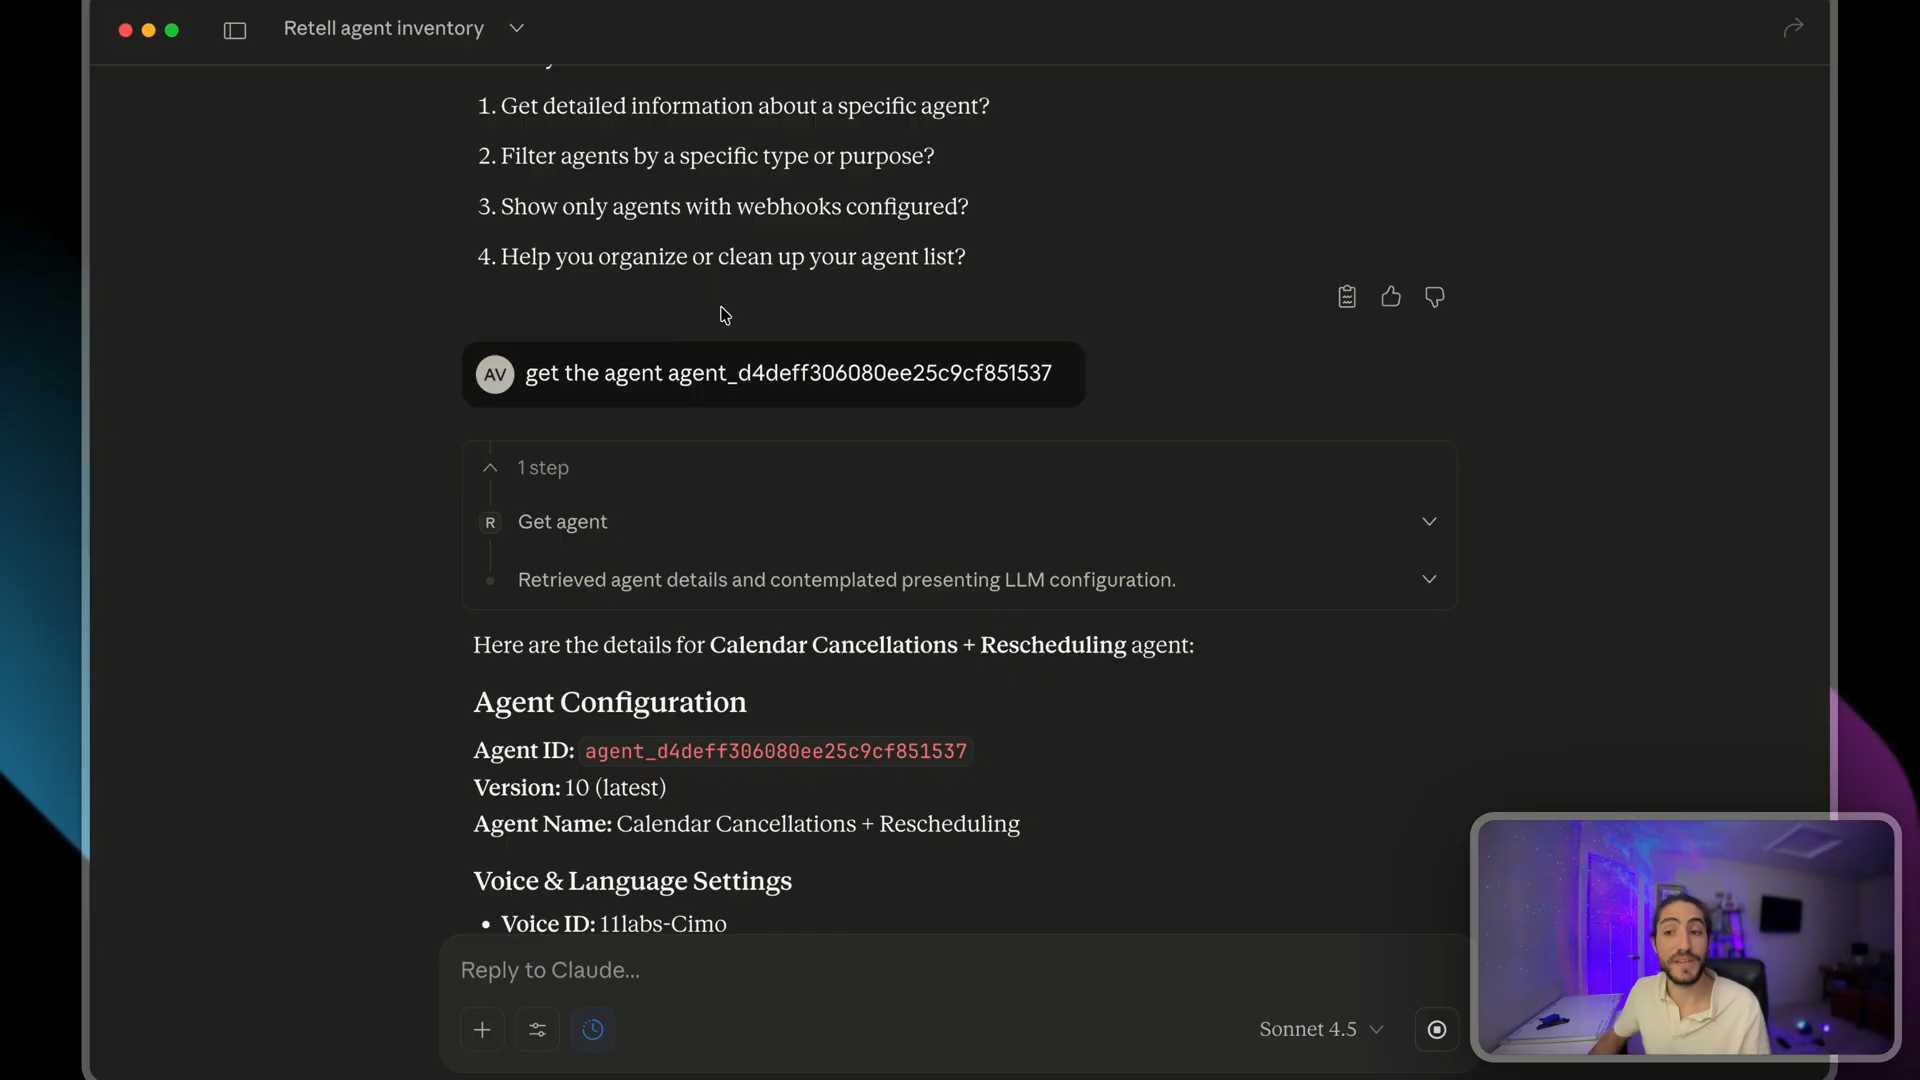 Retell agent inventory
1. Get detailed information about a specific agent?
2. Filter agents by a specific type or purpose?
3. Show only agents with webhooks configured?
4. Help you organize or clean up your agent list?
AV get the agent agent_d4deff306080ee25c9cf851537
1 step
R Get agent
Retrieved agent details and contemplated presenting LLM configuration.
Here are the details for Calendar Cancellations + Rescheduling agent:
Agent Configuration
Agent ID: agent_d4deff306080ee25c9cf851537
Version: 10 (latest)
Agent Name: Calendar Cancellations + Rescheduling
Voice & Language Settings
• Voice ID: 11labs-Cimo
Reply to Claude...
Sonnet 4.5